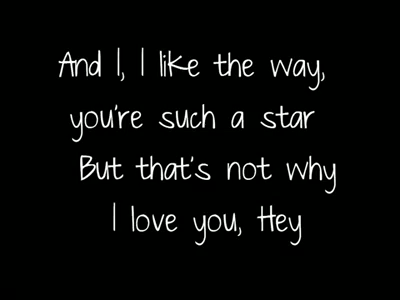 And I, I like the way,
you're such a star
But that's not why
I love you, Hey